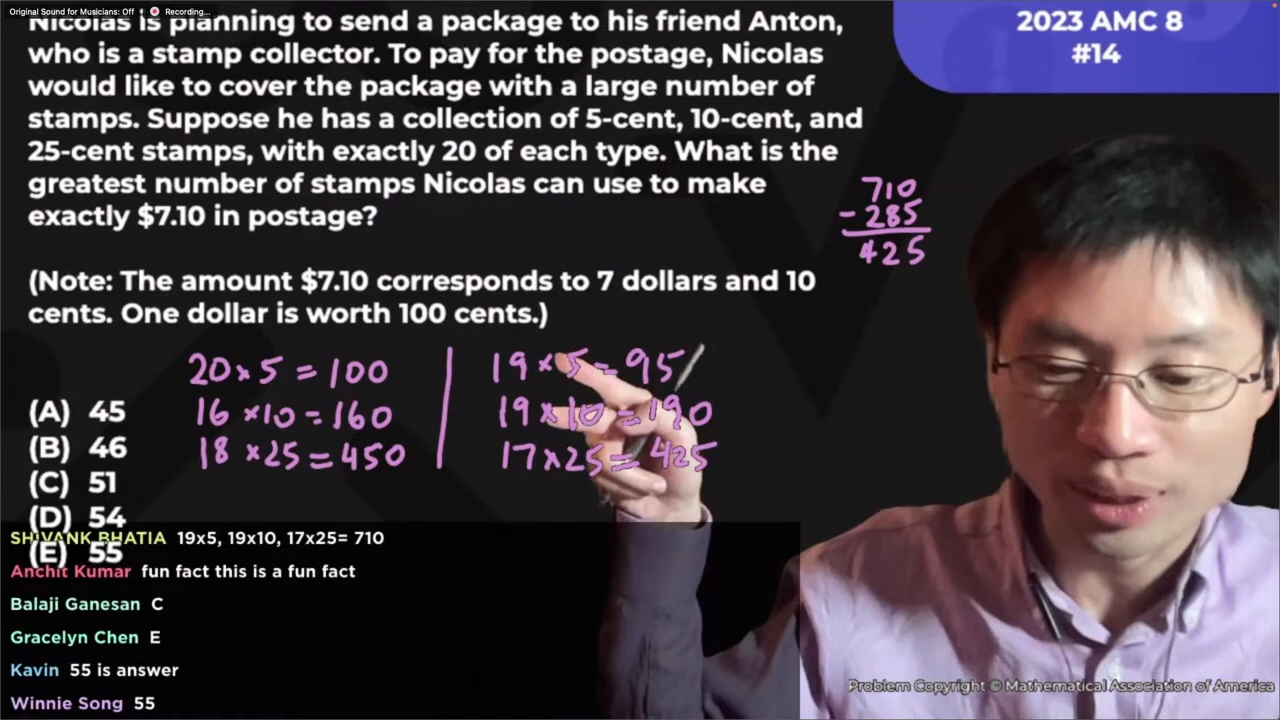 Original Sound for Musicians: Off
Recording...
Nicolas is planning to send a package to his friend Anton,
who is a stamp collector. To pay for the postage, Nicolas
would like to cover the package with a large number of
stamps. Suppose he has a collection of 5-cent, 10-cent, and
25-cent stamps, with exactly 20 of each type. What is the
greatest number of stamps Nicolas can use to make
exactly $7.10 in postage?
(Note: The amount $7.10 corresponds to 7 dollars and 10
cents. One dollar is worth 100 cents.)
2023 AMC 8
#14
710
-285
425
20×5=100
16×10=160
18×25=450
19×5=95
19×10=190
17×25=425
(A) 45
(B) 46
(C) 51
(D) 54
(E) 55
SHIVANK BHATIA 19x5, 19x10, 17x25= 710
Anchit Kumar fun fact this is a fun fact
Balaji Ganesan C
Gracelyn Chen E
Kavin 55 is answer
Winnie Song 55
Problem Copyright © Mathematical Association of America